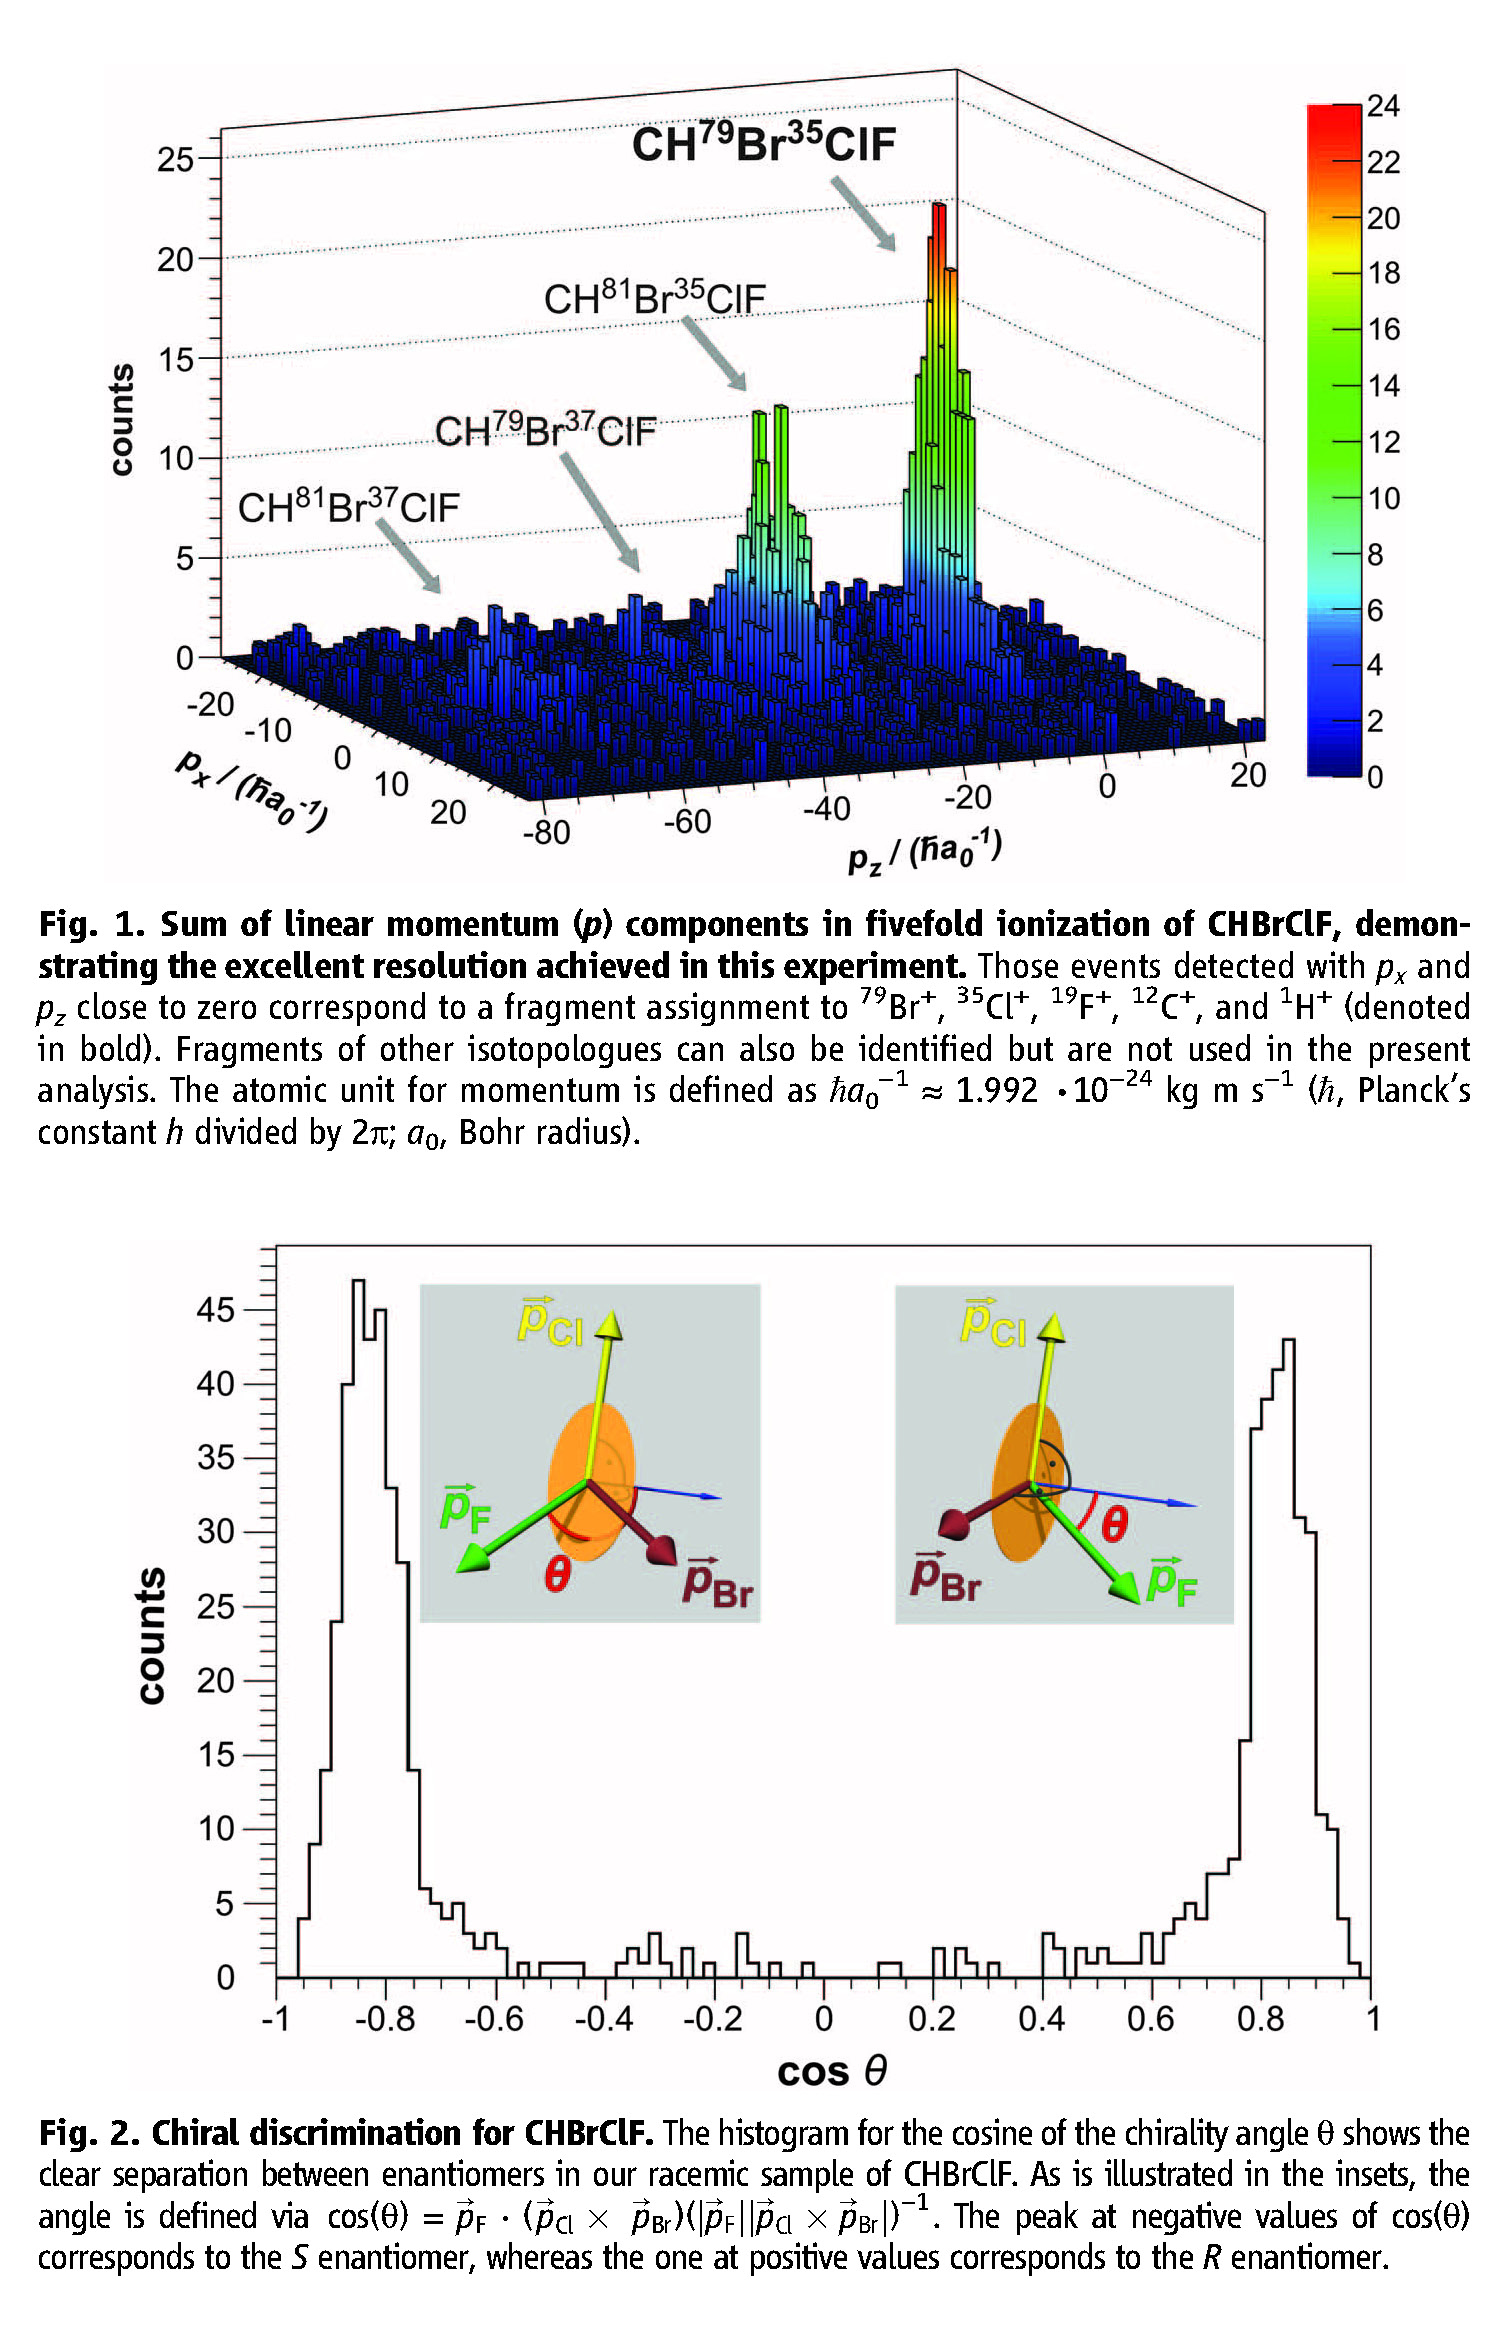 CH⁷⁹Br³⁵ClF
CH⁸¹Br³⁵ClF
CH⁷⁹Br³⁷ClF
CH⁸¹Br³⁷ClF
counts
25
20
15
10
5
0
-20
-10
0
10
20
pₓ / (ħa₀⁻¹)
-80
-60
-40
-20
0
20
p_z / (ħa₀⁻¹)
24
22
20
18
16
14
12
10
8
6
4
2
0
Fig. 1. Sum of linear momentum (p) components in fivefold ionization of CHBrClF, demon-
strating the excellent resolution achieved in this experiment. Those events detected with pₓ and
p_z close to zero correspond to a fragment assignment to ⁷⁹Br⁺, ³⁵Cl⁺, ¹⁹F⁺, ¹²C⁺, and ¹H⁺ (denoted
in bold). Fragments of other isotopologues can also be identified but are not used in the present
analysis. The atomic unit for momentum is defined as ħa₀⁻¹ ≈ 1.992 ·10⁻²⁴ kg m s⁻¹ (ħ, Planck's
constant h divided by 2π; a₀, Bohr radius).
counts
45
40
35
30
25
20
15
10
5
0
p⃗Cl
p⃗F
θ
p⃗Br
p⃗Cl
θ
p⃗Br
p⃗F
-1
-0.8
-0.6
-0.4
-0.2
0
0.2
0.4
0.6
0.8
1
cos θ
Fig. 2. Chiral discrimination for CHBrClF. The histogram for the cosine of the chirality angle θ shows the
clear separation between enantiomers in our racemic sample of CHBrClF. As is illustrated in the insets, the
angle is defined via cos(θ) = p⃗F · (p⃗Cl × p⃗Br)(|p⃗F||p⃗Cl × p⃗Br|)⁻¹. The peak at negative values of cos(θ)
corresponds to the S enantiomer, whereas the one at positive values corresponds to the R enantiomer.